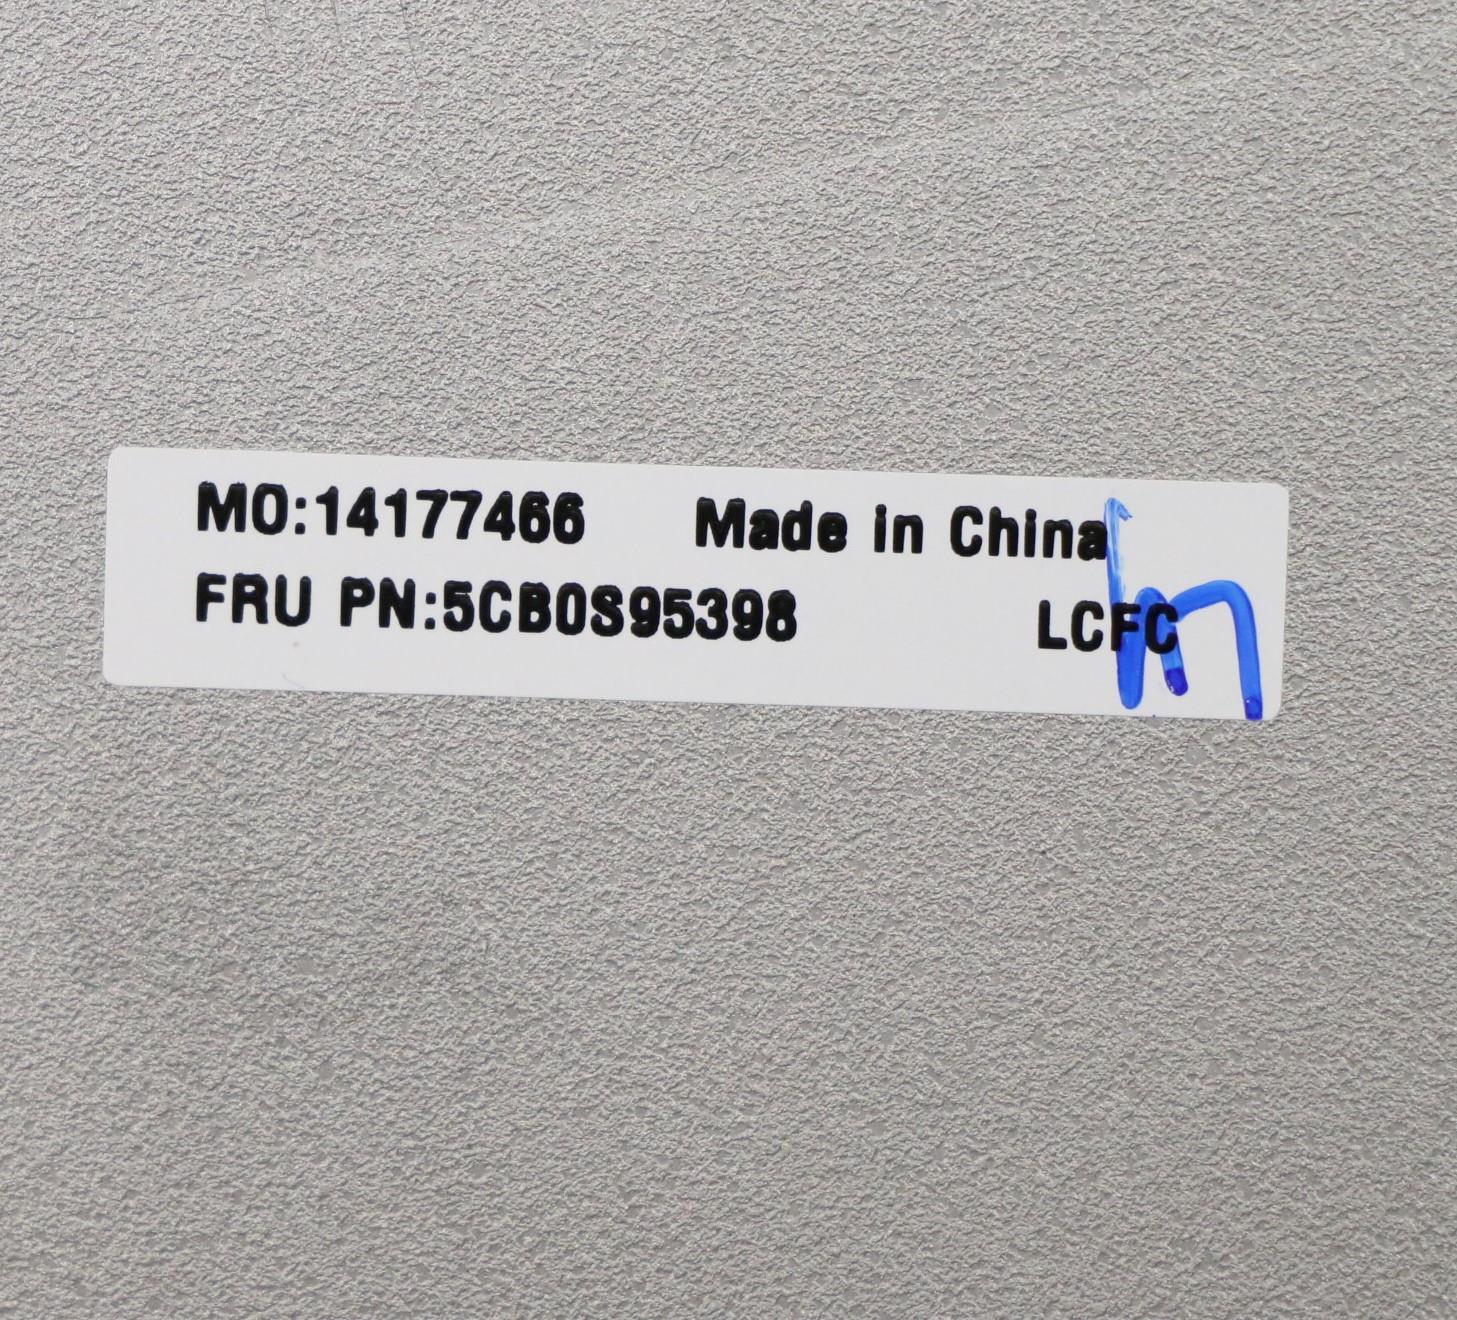 MO:14177466 Made in China
FRU PN:5CB0S95398 LCFC